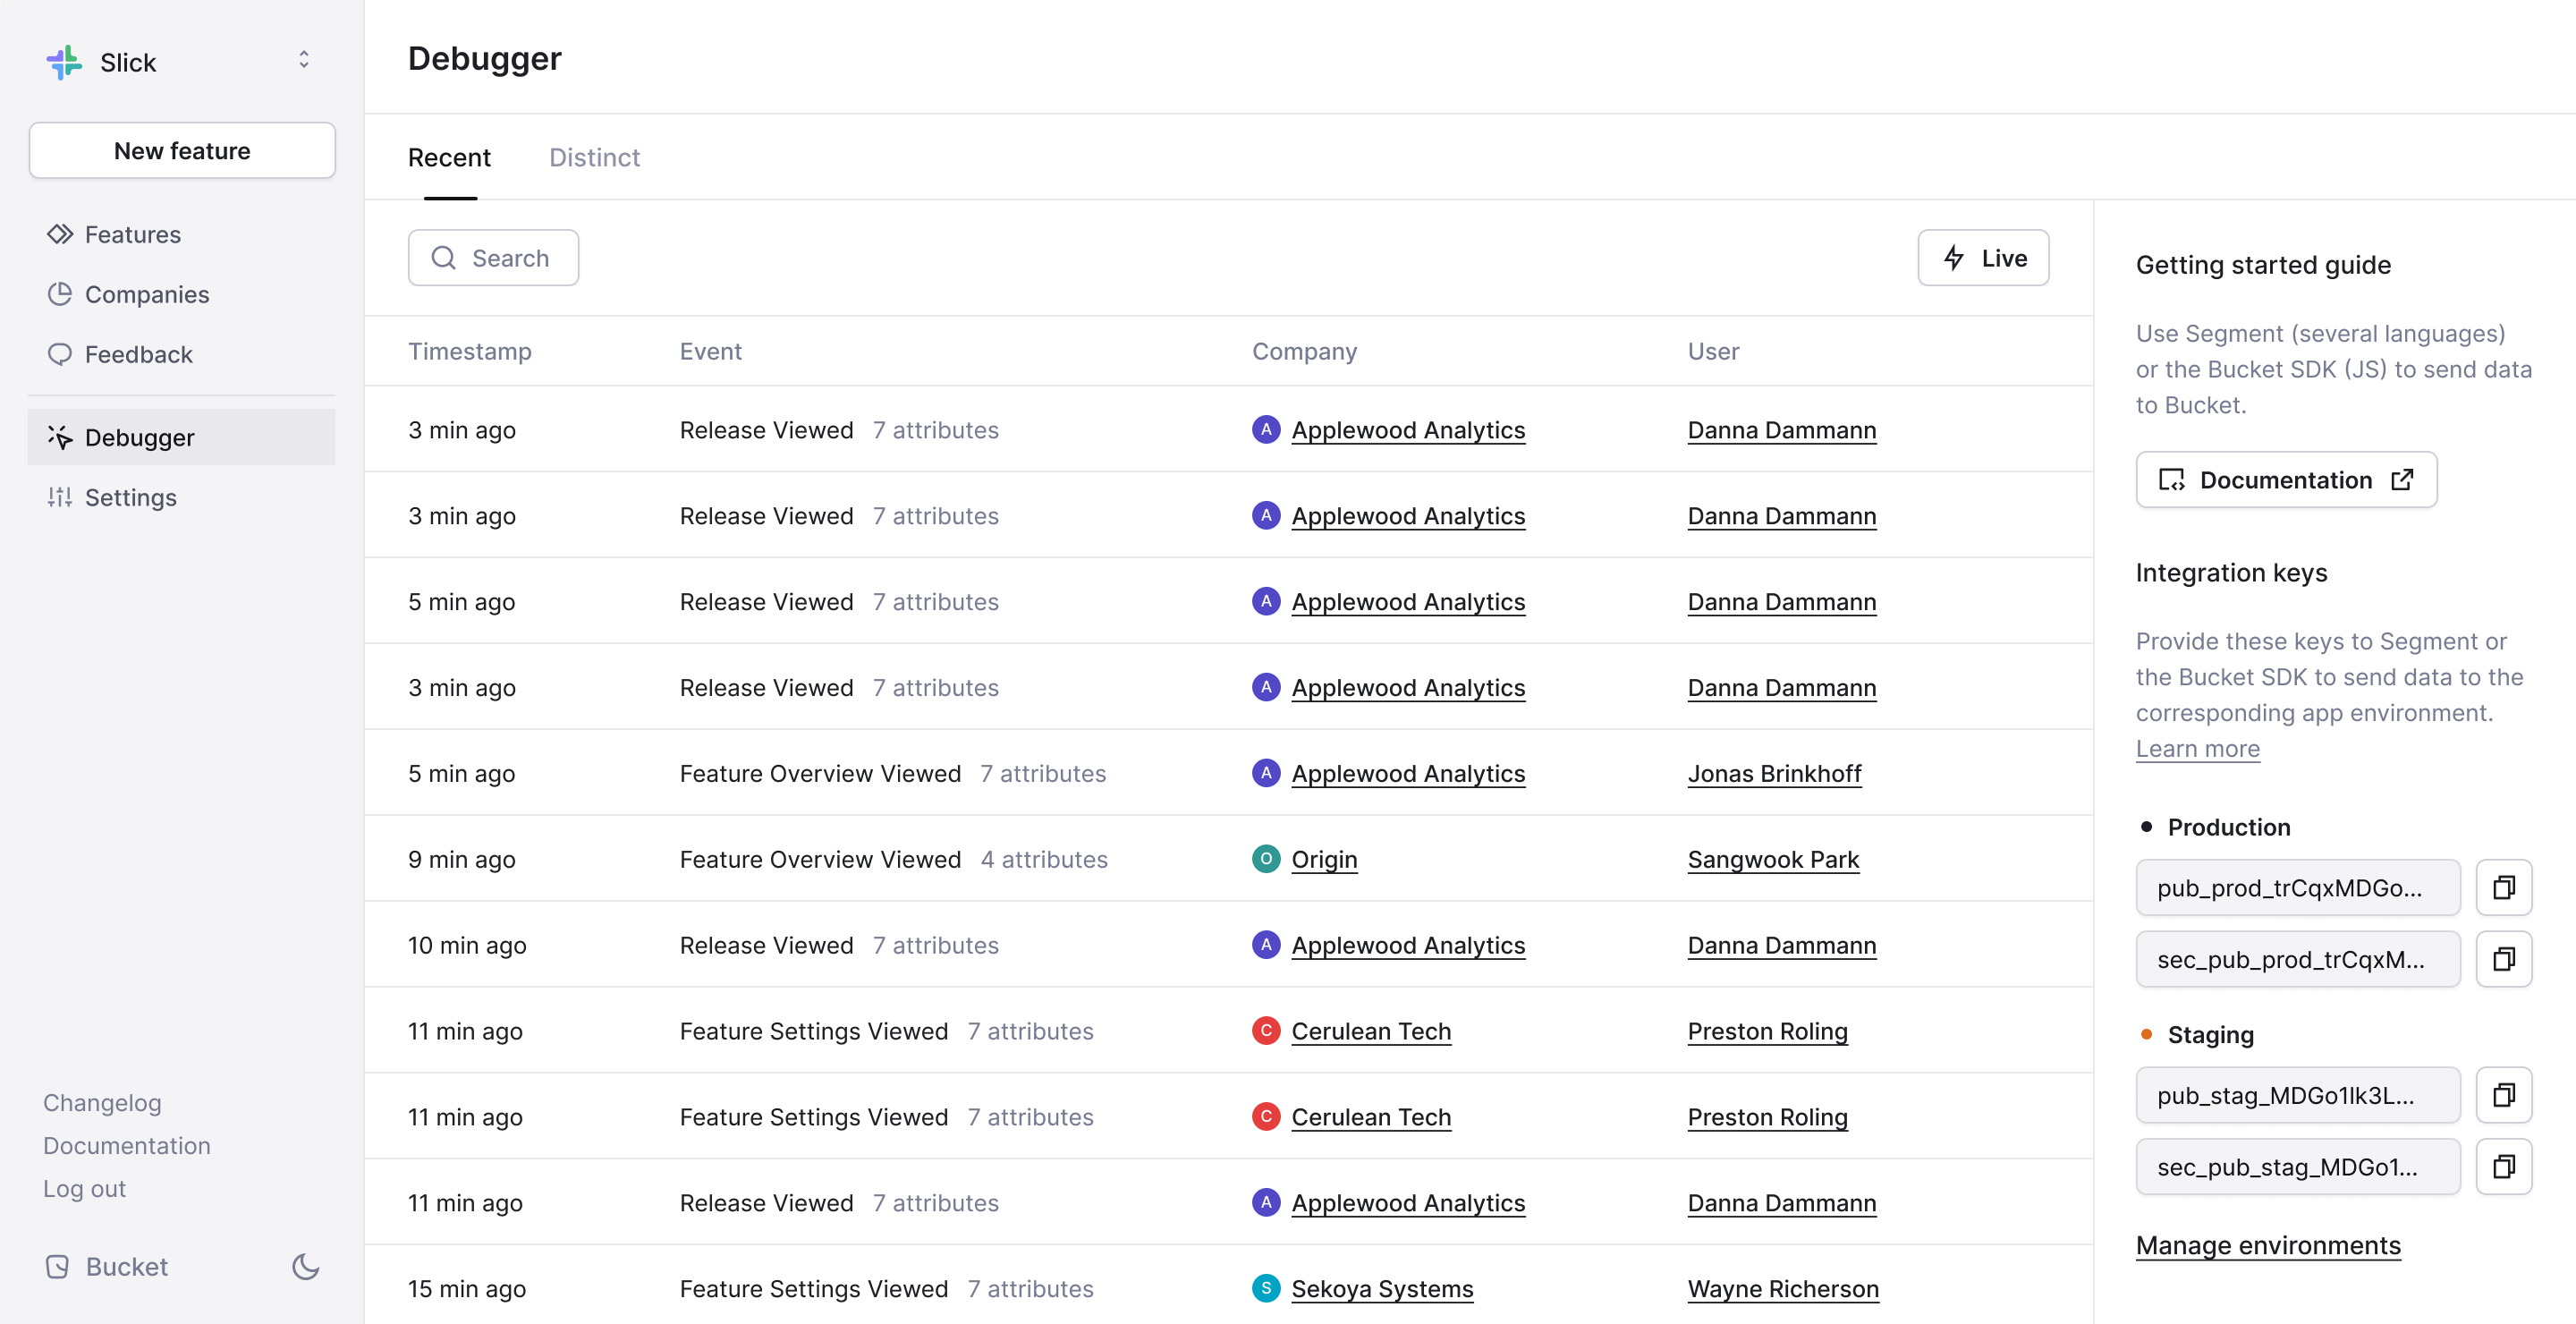 Slick
New feature
Features
Companies
Feedback
Debugger
Settings
Changelog
Documentation
Log out
Bucket
Debugger
Recent Distinct
Search
Live
Timestamp Event Company User
3 min ago Release Viewed 7 attributes A Applewood Analytics Danna Dammann
3 min ago Release Viewed 7 attributes A Applewood Analytics Danna Dammann
5 min ago Release Viewed 7 attributes A Applewood Analytics Danna Dammann
3 min ago Release Viewed 7 attributes A Applewood Analytics Danna Dammann
5 min ago Feature Overview Viewed 7 attributes A Applewood Analytics Jonas Brinkhoff
9 min ago Feature Overview Viewed 4 attributes O Origin Sangwook Park
10 min ago Release Viewed 7 attributes A Applewood Analytics Danna Dammann
11 min ago Feature Settings Viewed 7 attributes C Cerulean Tech Preston Roling
11 min ago Feature Settings Viewed 7 attributes C Cerulean Tech Preston Roling
11 min ago Release Viewed 7 attributes A Applewood Analytics Danna Dammann
15 min ago Feature Settings Viewed 7 attributes S Sekoya Systems Wayne Richerson
Getting started guide
Use Segment (several languages)
or the Bucket SDK (JS) to send data
to Bucket.
Documentation
Integration keys
Provide these keys to Segment or
the Bucket SDK to send data to the
corresponding app environment.
Learn more
Production
pub_prod_trCqxMDGo...
sec_pub_prod_trCqxM...
Staging
pub_stag_MDGo1lk3L...
sec_pub_stag_MDGo1...
Manage environments